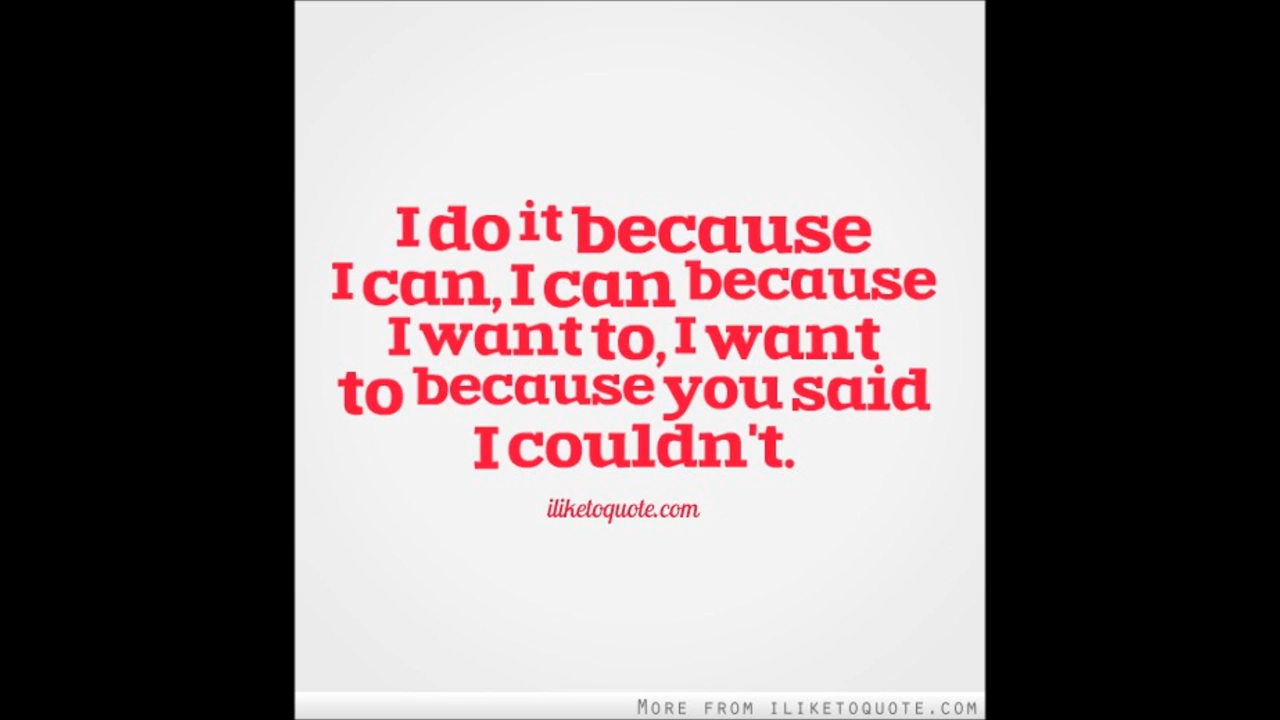 I do it because
I can, I can because
I want to, I want
to because you said
I couldn't.
iliketoquote.com
More from iliketoquote.com